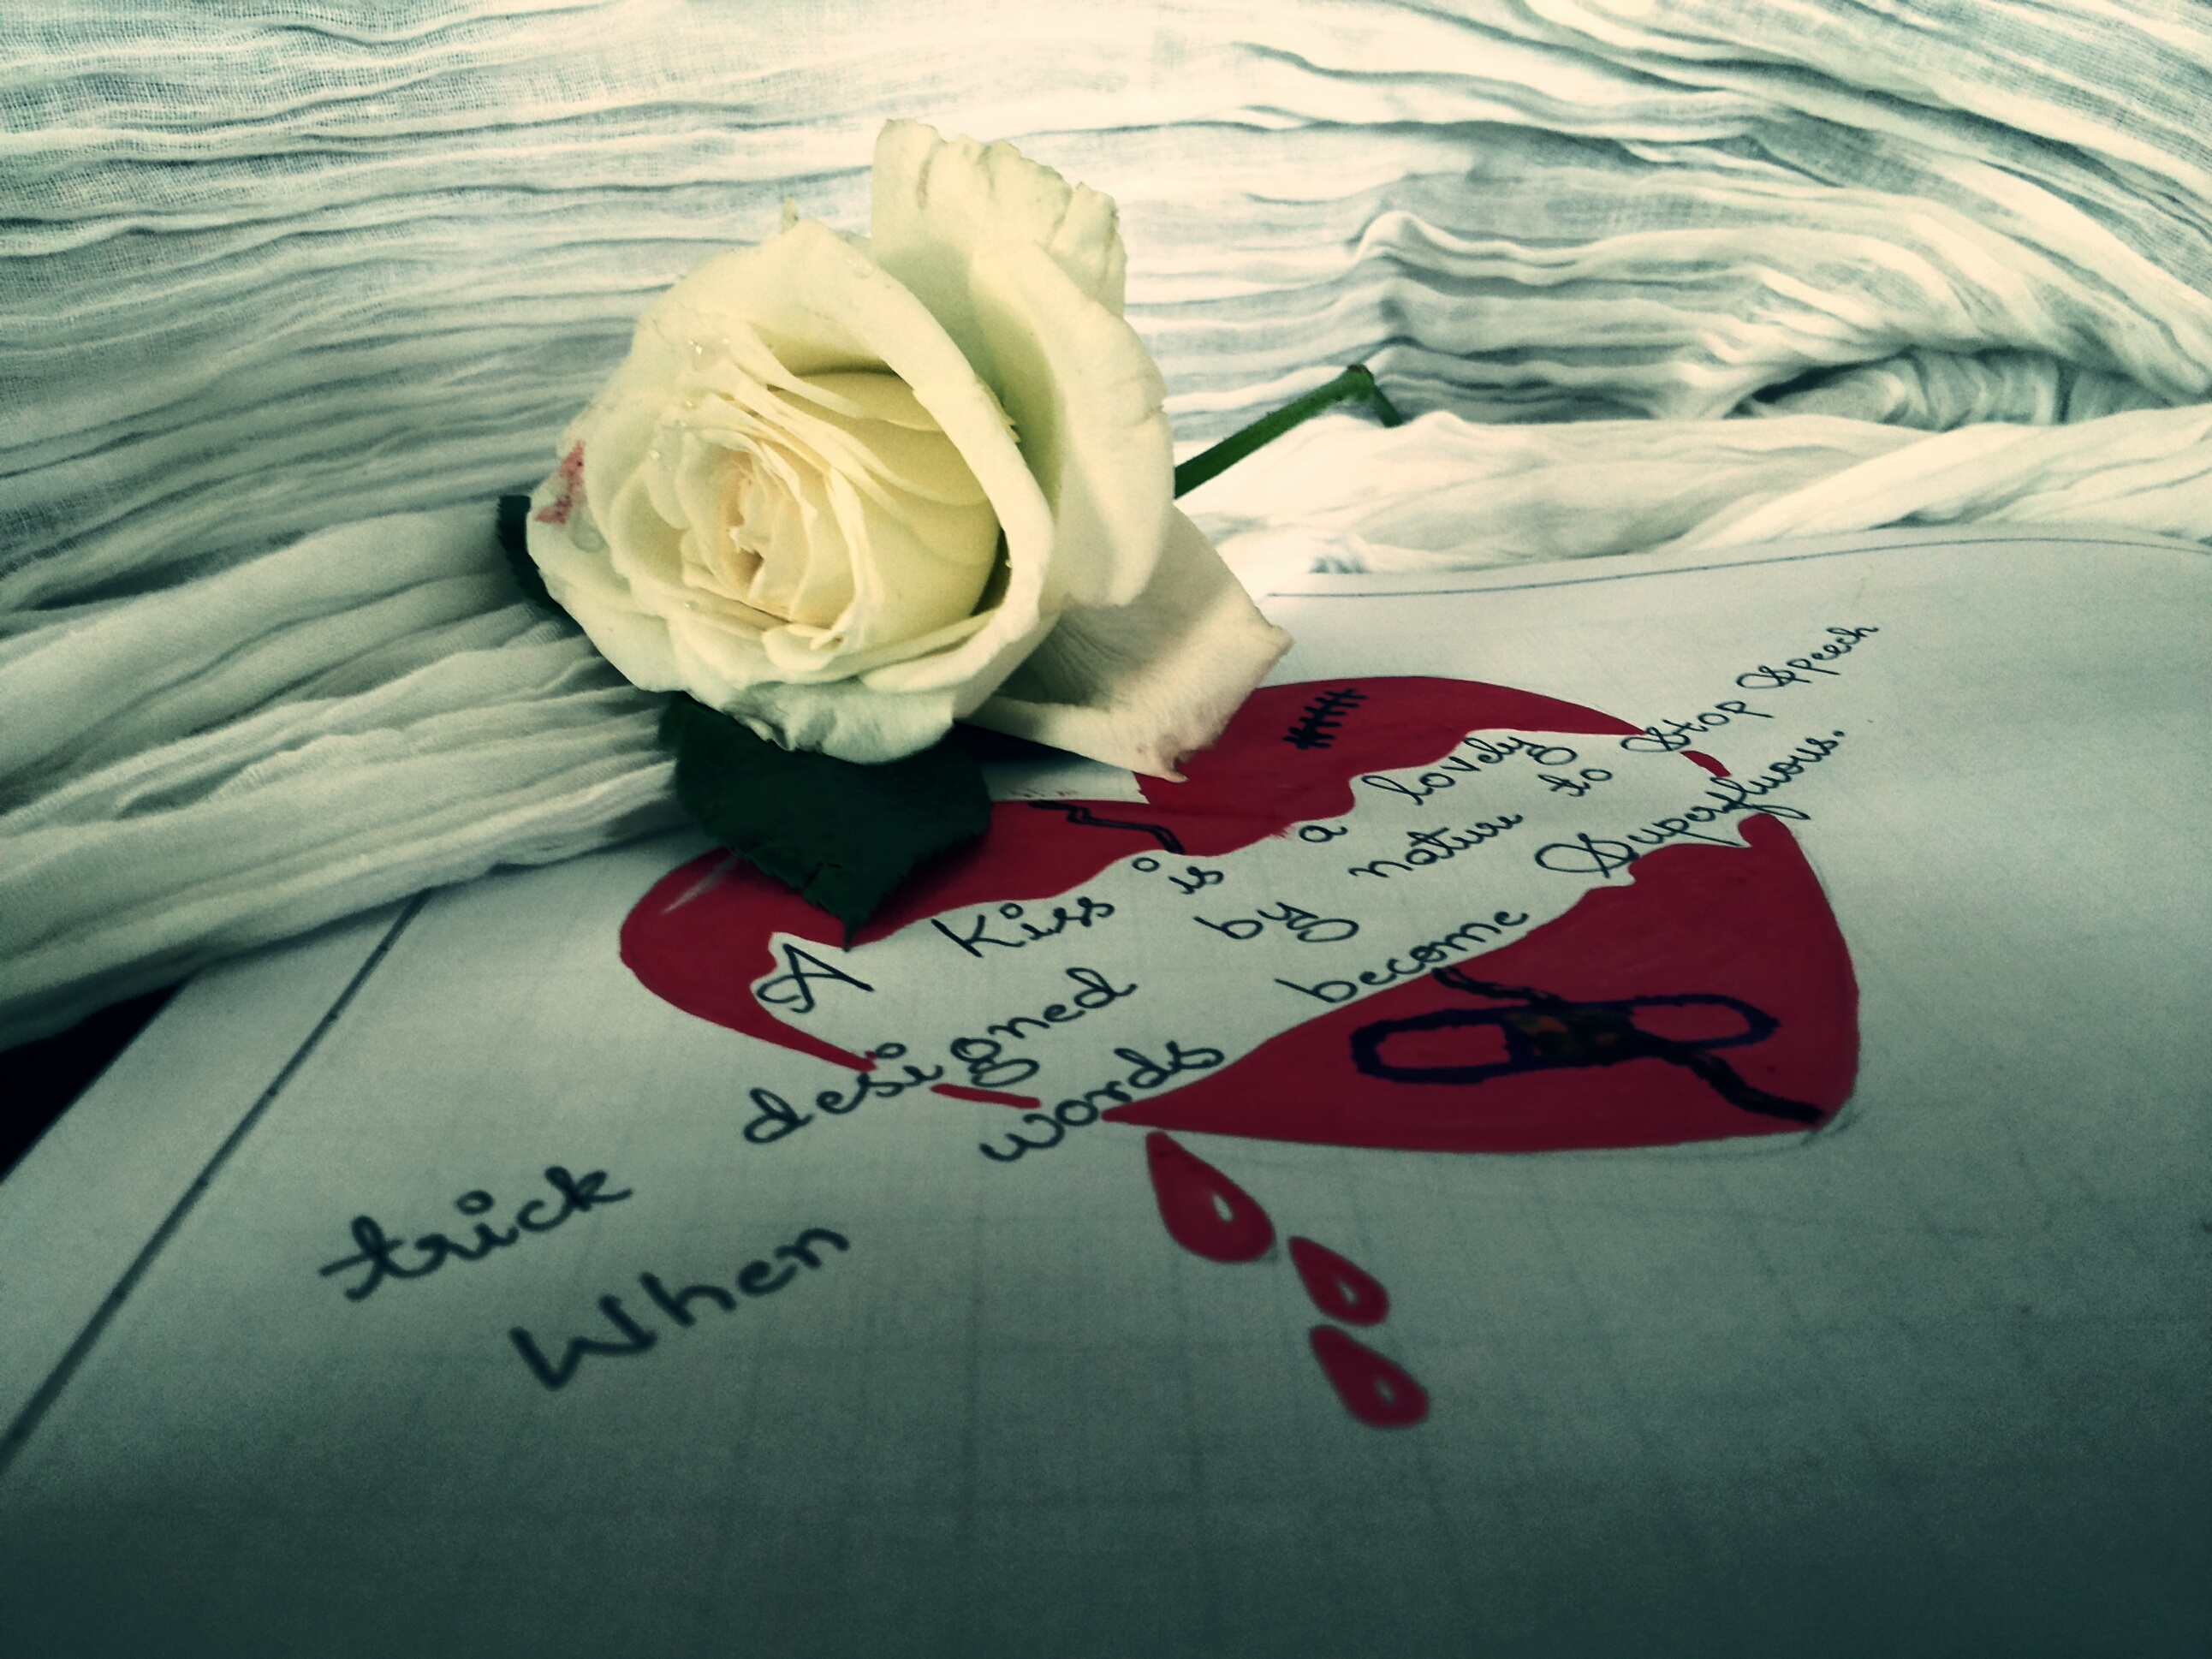 A kiss is a lovely
trick designed by nature to Stop Speech
When words become Superfluous.